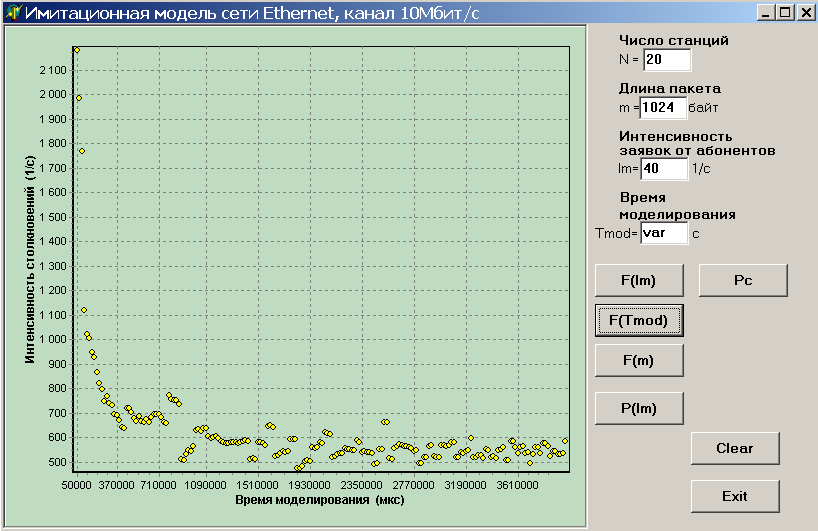 Имитационная модель сети Ethernet, канал 10Мбит/с
Интенсивность столкновений (1/с)
2 100
2 000
1 900
1 800
1 700
1 600
1 500
1 400
1 300
1 200
1 100
1 000
900
800
700
600
500
50000 370000 710000 1090000 1510000 1930000 2350000 2770000 3190000 3610000
Время моделирования (мкс)
Число станций
N = 20
Длина пакета
m = 1024 байт
Интенсивность
заявок от абонентов
Im= 40 1/с
Время
моделирования
Tmod= var с
F(Im) Pc
F(Tmod)
F(m)
P(Im)
Clear
Exit